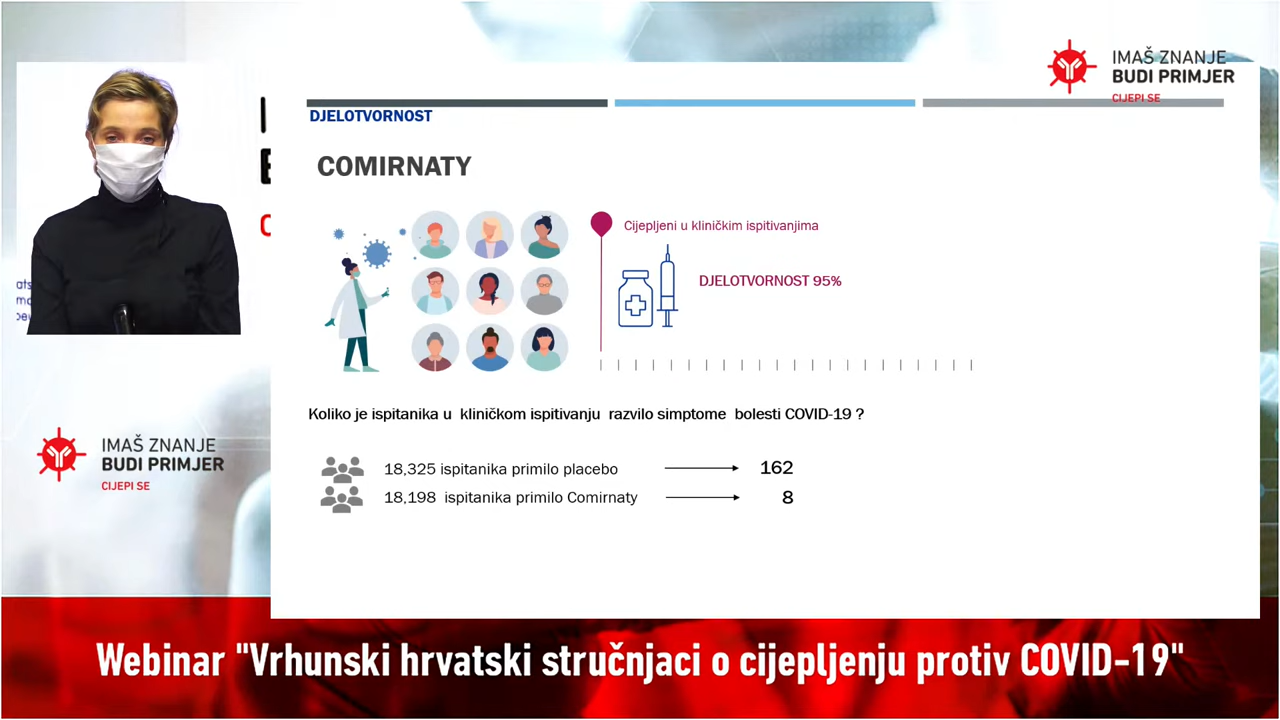 IMAŠ ZNANJE
BUDI PRIMJER
CIJEPI SE
DJELOTVORNOST
COMIRNATY
Cijepljeni u kliničkim ispitivanjima
DJELOTVORNOST 95%
Koliko je ispitanika u kliničkom ispitivanju razvilo simptome bolesti COVID-19 ?
18,325 ispitanika primilo placebo 162
18,198 ispitanika primilo Comirnaty 8
IMAŠ ZNANJE
BUDI PRIMJER
CIJEPI SE
Webinar "Vrhunski hrvatski stručnjaci o cijepljenju protiv COVID-19"